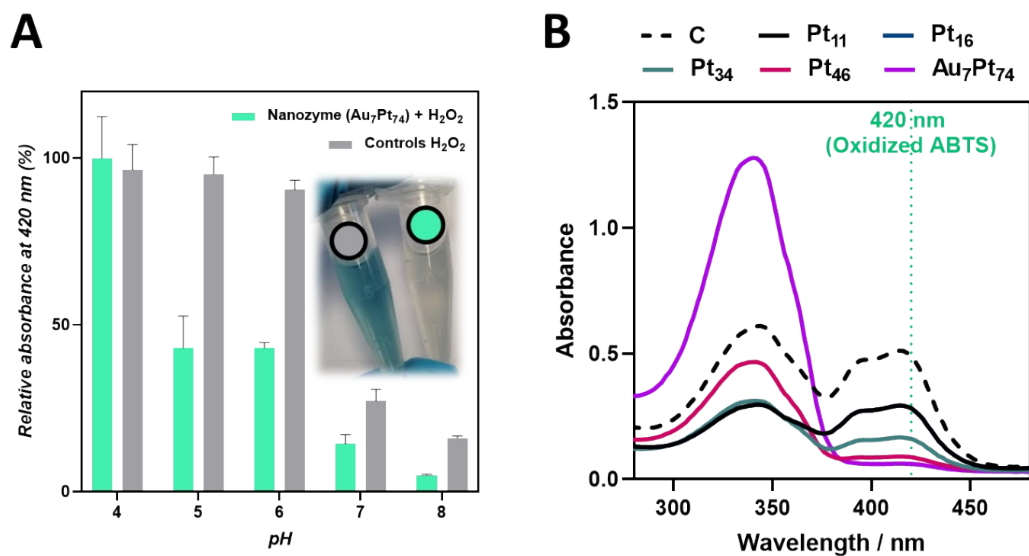 A
Relative absorbance at 420 nm (%)
100
50
0
Nanozyme (Au₇Pt₇₄) + H₂O₂
Controls H₂O₂
4 5 6 7 8
pH
B
C Pt₁₁ Pt₁₆
Pt₃₄ Pt₄₆ Au₇Pt₇₄
Absorbance
1.5
1.0
0.5
0.0
420 nm
(Oxidized ABTS)
300 350 400 450
Wavelength / nm